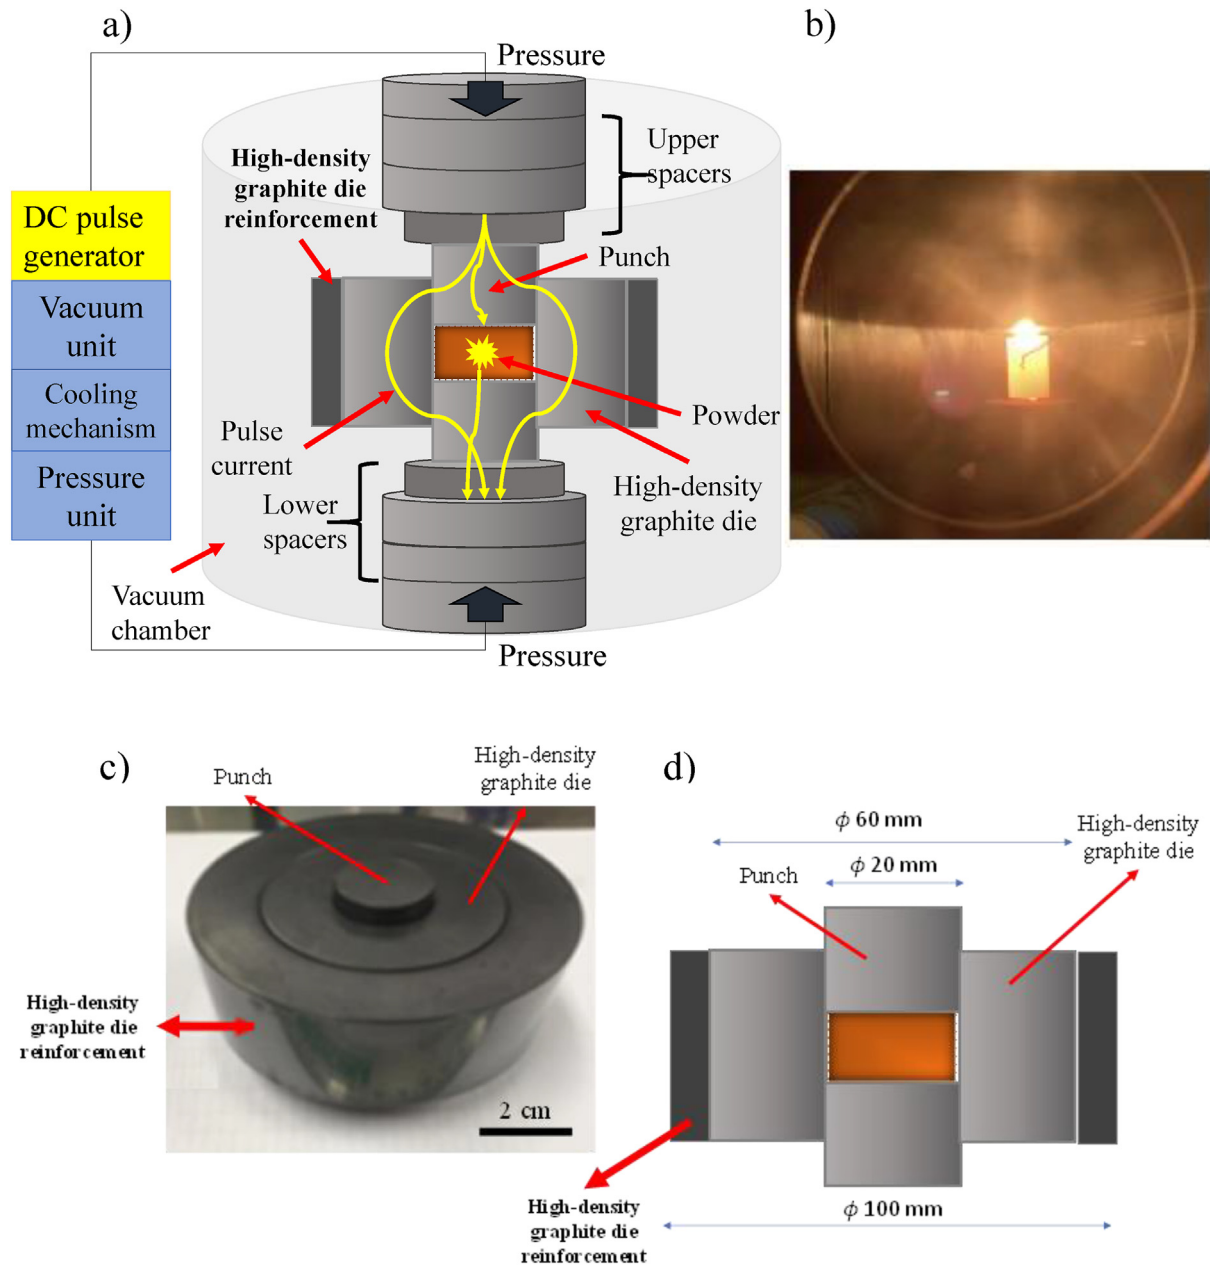 a)
Pressure
b)
Upper
spacers
High-density
graphite die
reinforcement
DC pulse
generator
Punch
Vacuum
unit
Cooling
mechanism
Powder
Pulse
current
Pressure
unit
High-density
graphite die
Lower
spacers
Vacuum
chamber
Pressure
c)
High-density
graphite die
Punch
d)
ϕ 60 mm
High-density
graphite die
ϕ 20 mm
Punch
High-density
graphite die
reinforcement
2 cm
High-density
graphite die
reinforcement
ϕ 100 mm